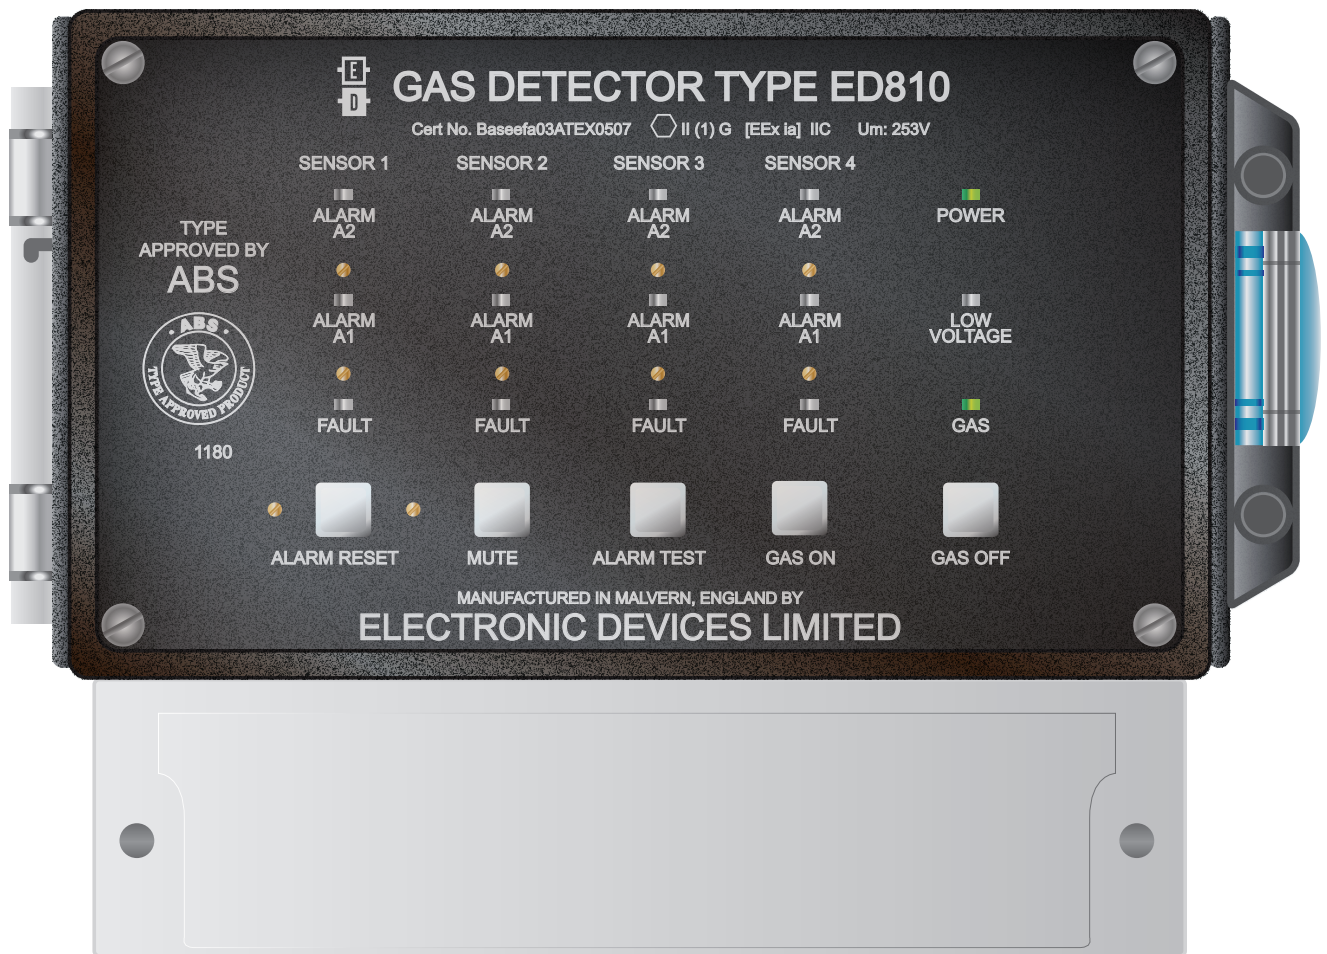 E
D
GAS DETECTOR TYPE ED810
Cert No. Baseefa03ATEX0507 II (1) G [EEx ia] IIC Um: 253V
SENSOR 1 SENSOR 2 SENSOR 3 SENSOR 4
ALARM A2 ALARM A2 ALARM A2 ALARM A2 POWER
TYPE
APPROVED BY
ABS
ALARM A1 ALARM A1 ALARM A1 ALARM A1 LOW VOLTAGE
· ABS ·
TYPE APPROVED PRODUCT
FAULT FAULT FAULT FAULT GAS
1180
ALARM RESET MUTE ALARM TEST GAS ON GAS OFF
MANUFACTURED IN MALVERN, ENGLAND BY
ELECTRONIC DEVICES LIMITED